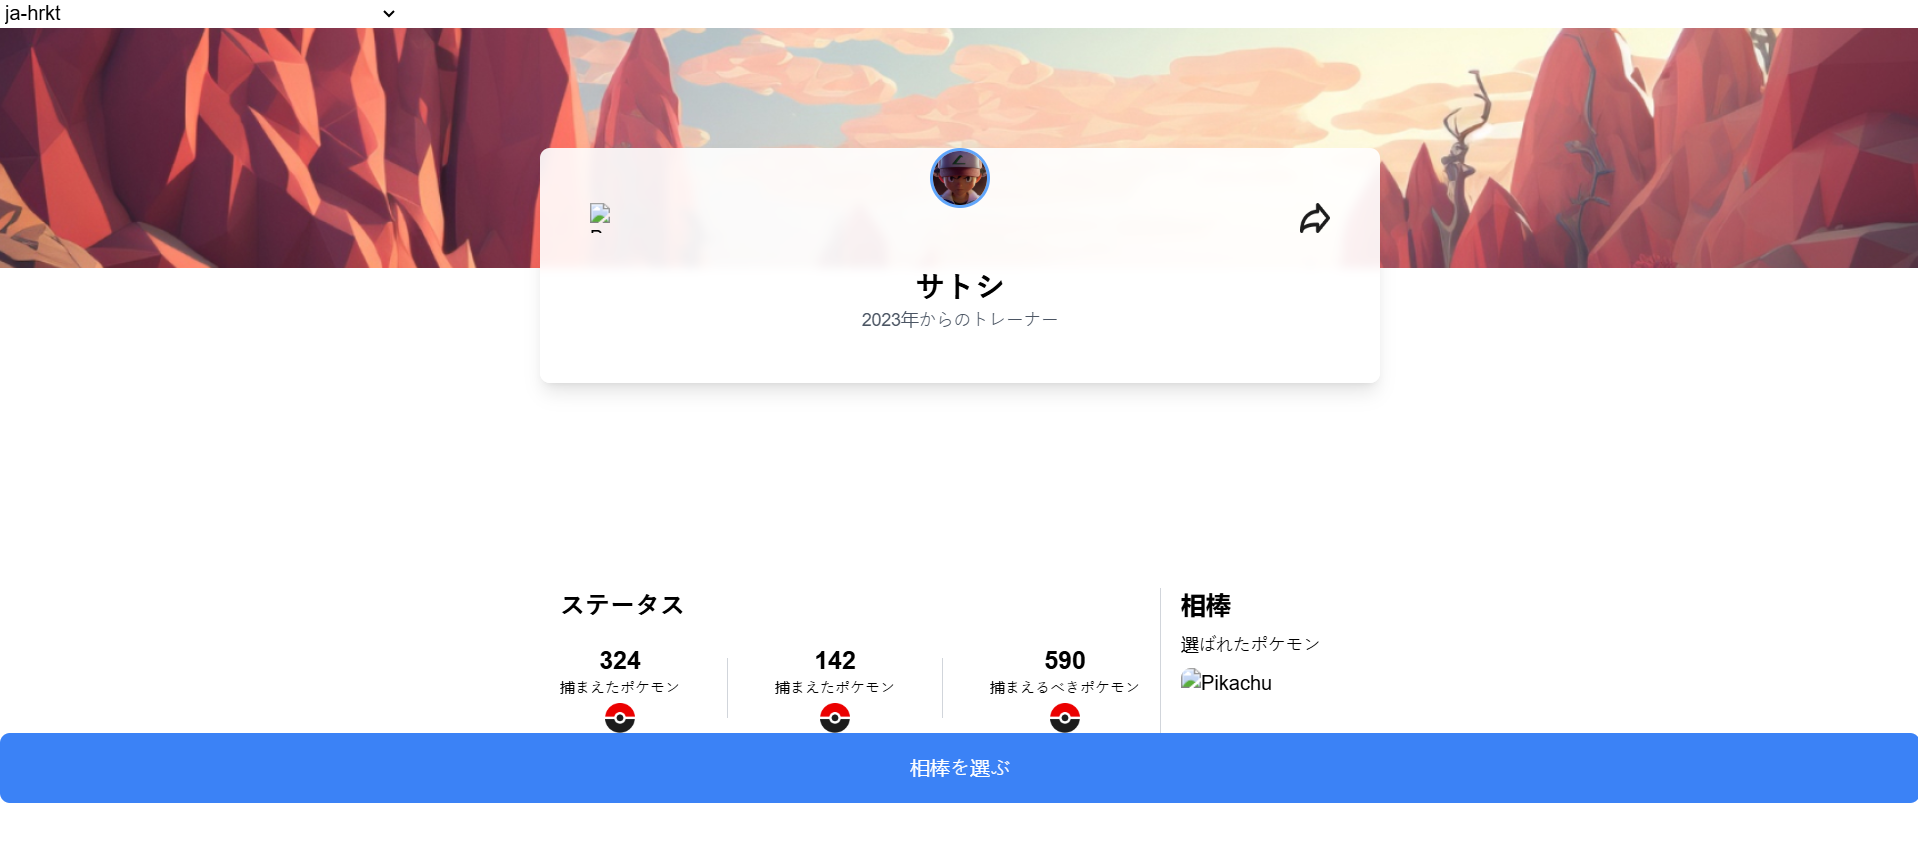 ja-hrkt
サトシ
2023年からのトレーナー
ステータス
324
捕まえたポケモン
142
捕まえたポケモン
590
捕まえるべきポケモン
相棒
選ばれたポケモン
Pikachu
相棒を選ぶ